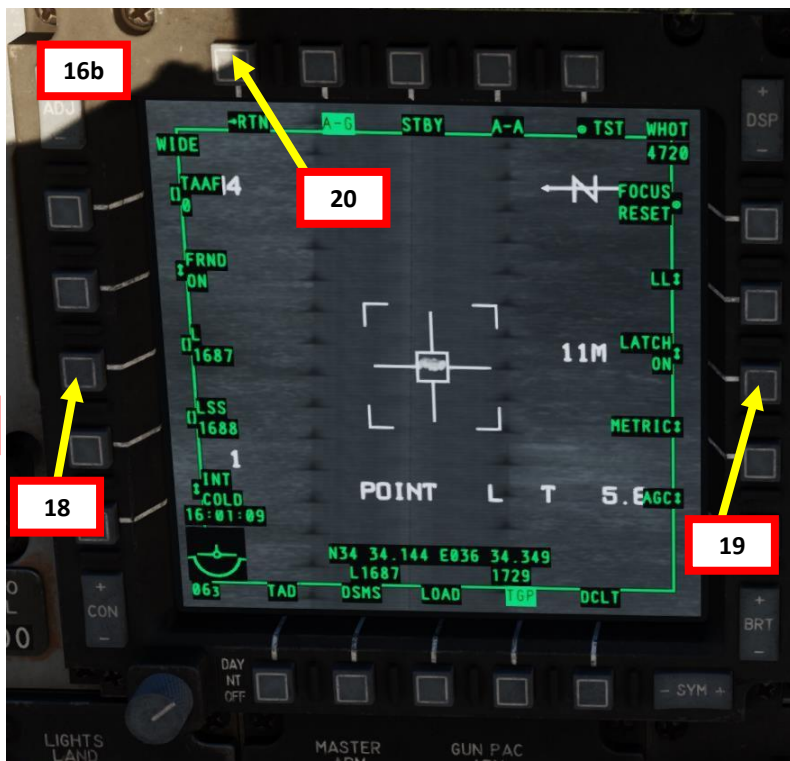 16b
ADJ
-
+
DSP
-
20
→RTN A-G STBY A-A TST WHOT
4720
WIDE
TAAF
0
N
FOCUS
RESET
FRND
ON
LL
L
1687
11M
LATCH
ON
LSS
1688
METRIC
1
INT
COLD
POINT L T 5.
AGC
16:01:09
18
19
N34 34.144 E036 34.349
L1687 1729
063 TAD DSMS LOAD TGP DCLT
+
CON
-
+
BRT
-
DAY
NT
OFF
- SYM +
LIGHTS
LAND
MASTER
GUN PAC